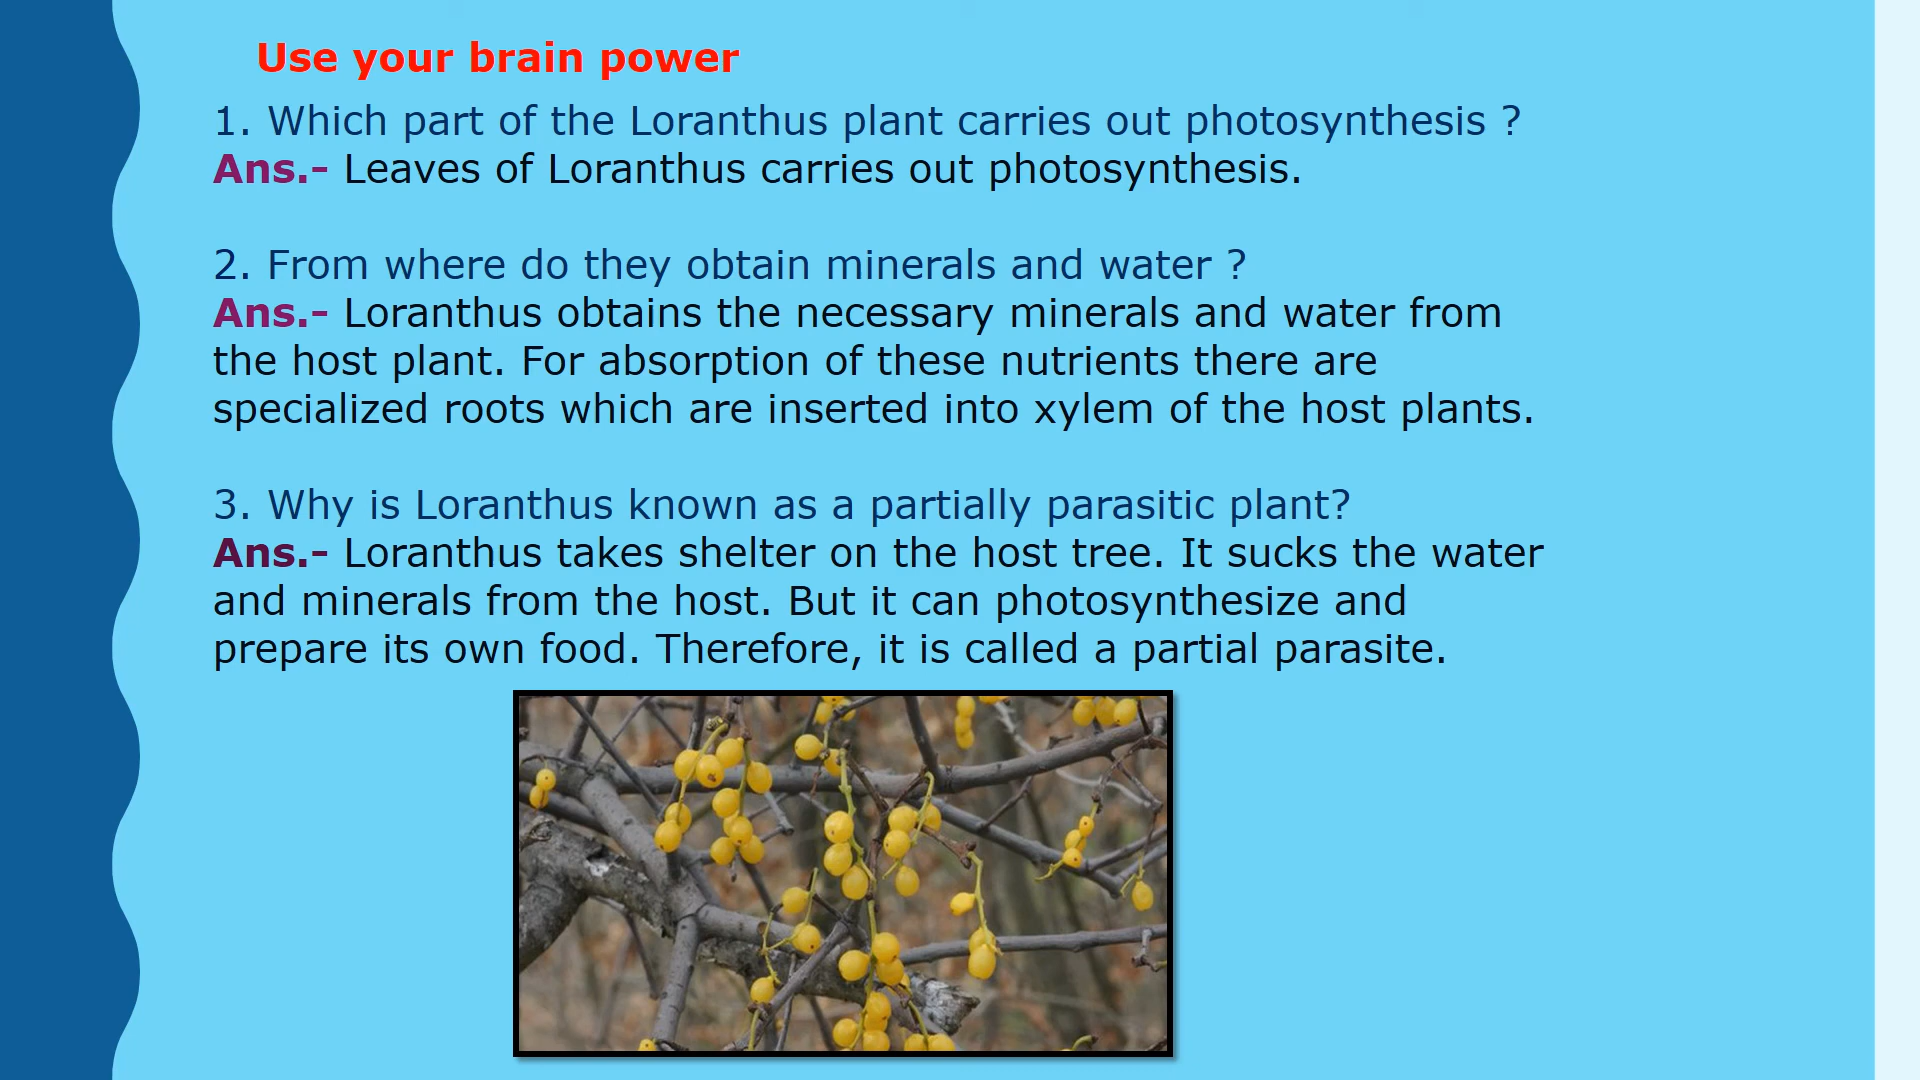 Use your brain power
1. Which part of the Loranthus plant carries out photosynthesis ?
Ans.- Leaves of Loranthus carries out photosynthesis.
2. From where do they obtain minerals and water ?
Ans.- Loranthus obtains the necessary minerals and water from
the host plant. For absorption of these nutrients there are
specialized roots which are inserted into xylem of the host plants.
3. Why is Loranthus known as a partially parasitic plant?
Ans.- Loranthus takes shelter on the host tree. It sucks the water
and minerals from the host. But it can photosynthesize and
prepare its own food. Therefore, it is called a partial parasite.